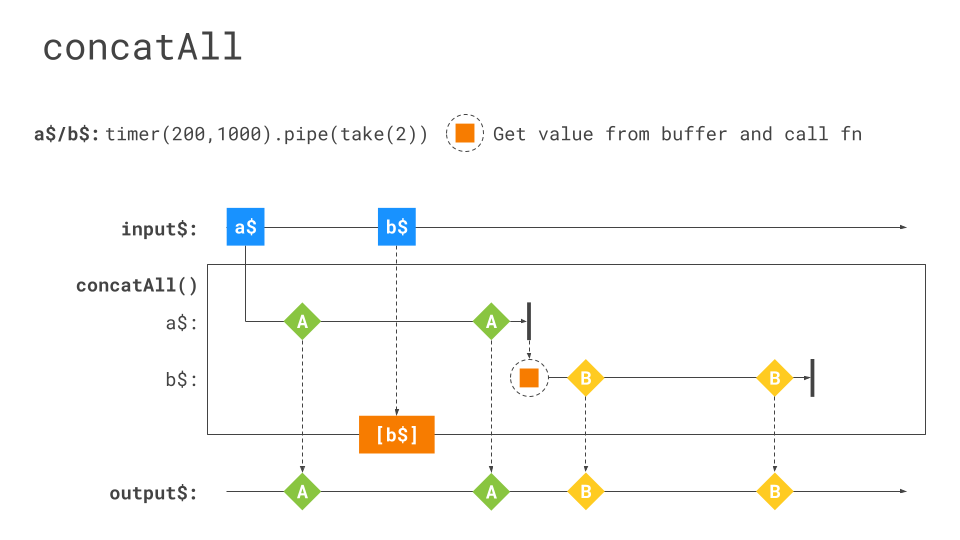 concatAll
a$/b$: timer(200,1000).pipe(take(2)) Get value from buffer and call fn
input$: a$ b$
concatAll()
a$: A A
b$: B B
[b$]
output$: A A B B